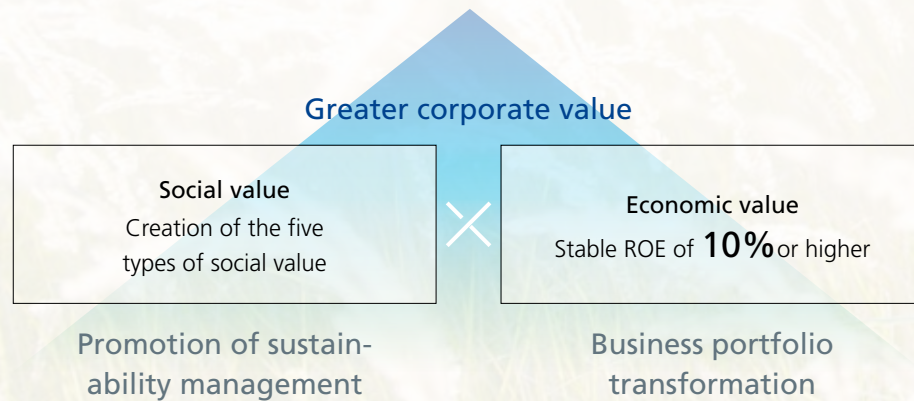 Greater corporate value
Social value
Creation of the five
types of social value
Economic value
Stable ROE of 10% or higher
Promotion of sustain-
ability management
Business portfolio
transformation